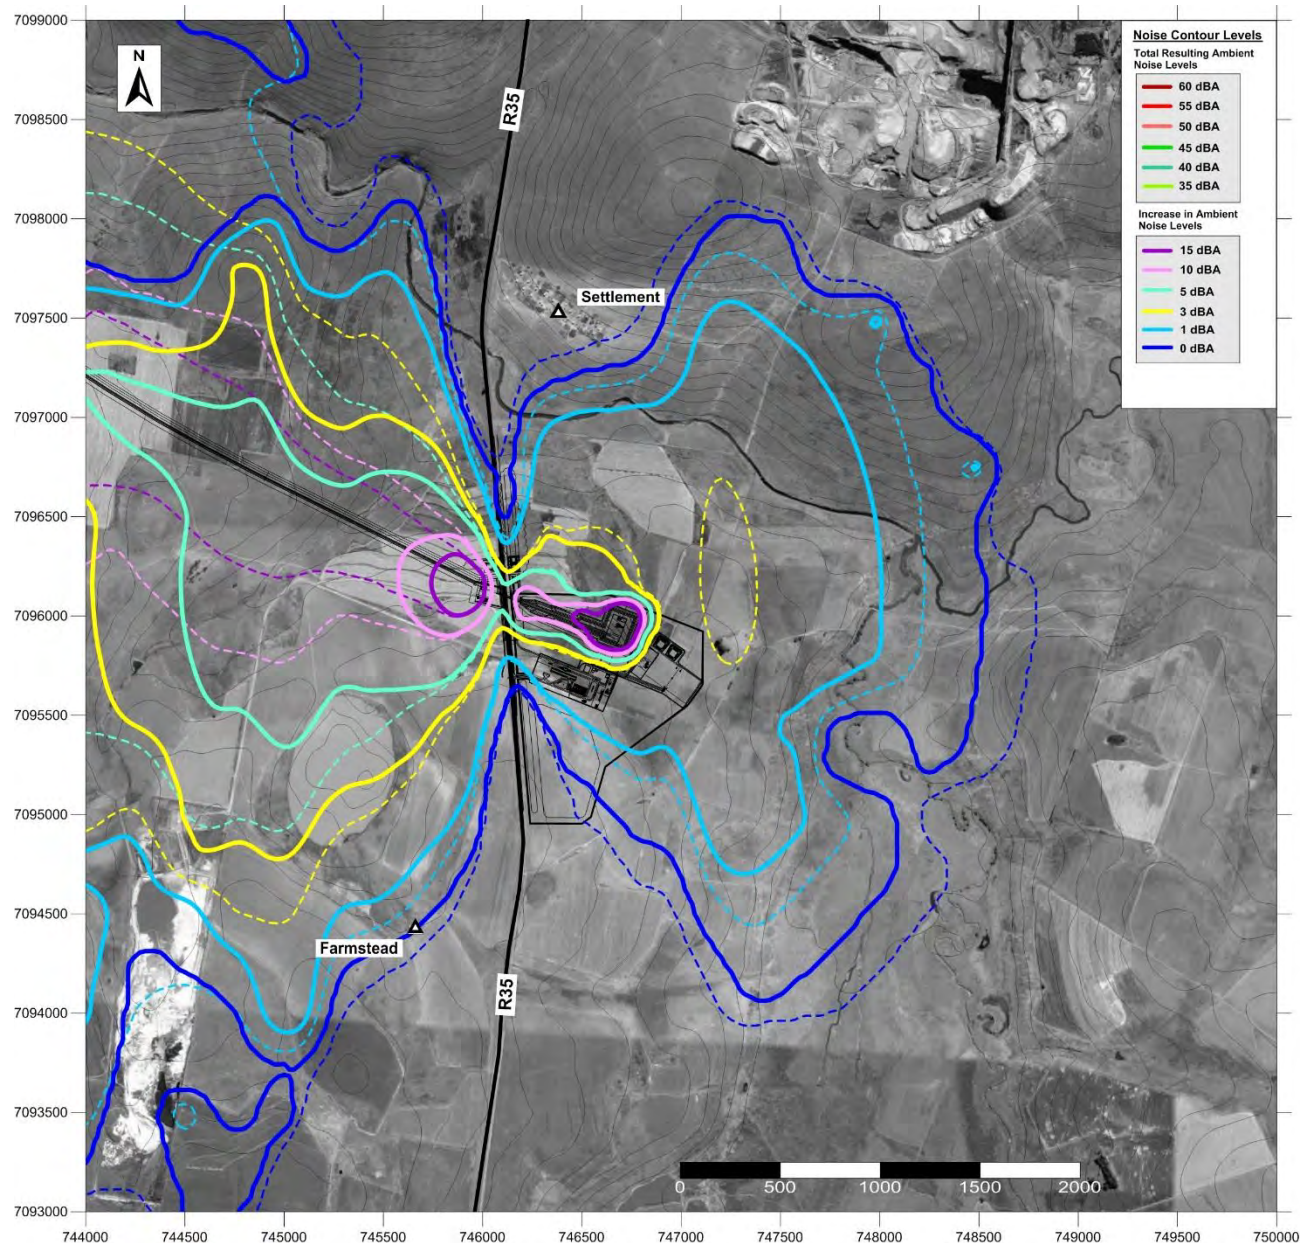 7099000
7098500
7098000
7097500
7097000
7096500
7096000
7095500
7095000
7094500
7094000
7093500
7093000
N
R35
Settlement
Farmstead
R35
Noise Contour Levels
Total Resulting Ambient
Noise Levels
60 dBA
55 dBA
50 dBA
45 dBA
40 dBA
35 dBA
Increase in Ambient
Noise Levels
15 dBA
10 dBA
5 dBA
3 dBA
1 dBA
0 dBA
0 500 1000 1500 2000
744000 744500 745000 745500 746000 746500 747000 747500 748000 748500 749000 749500 750000